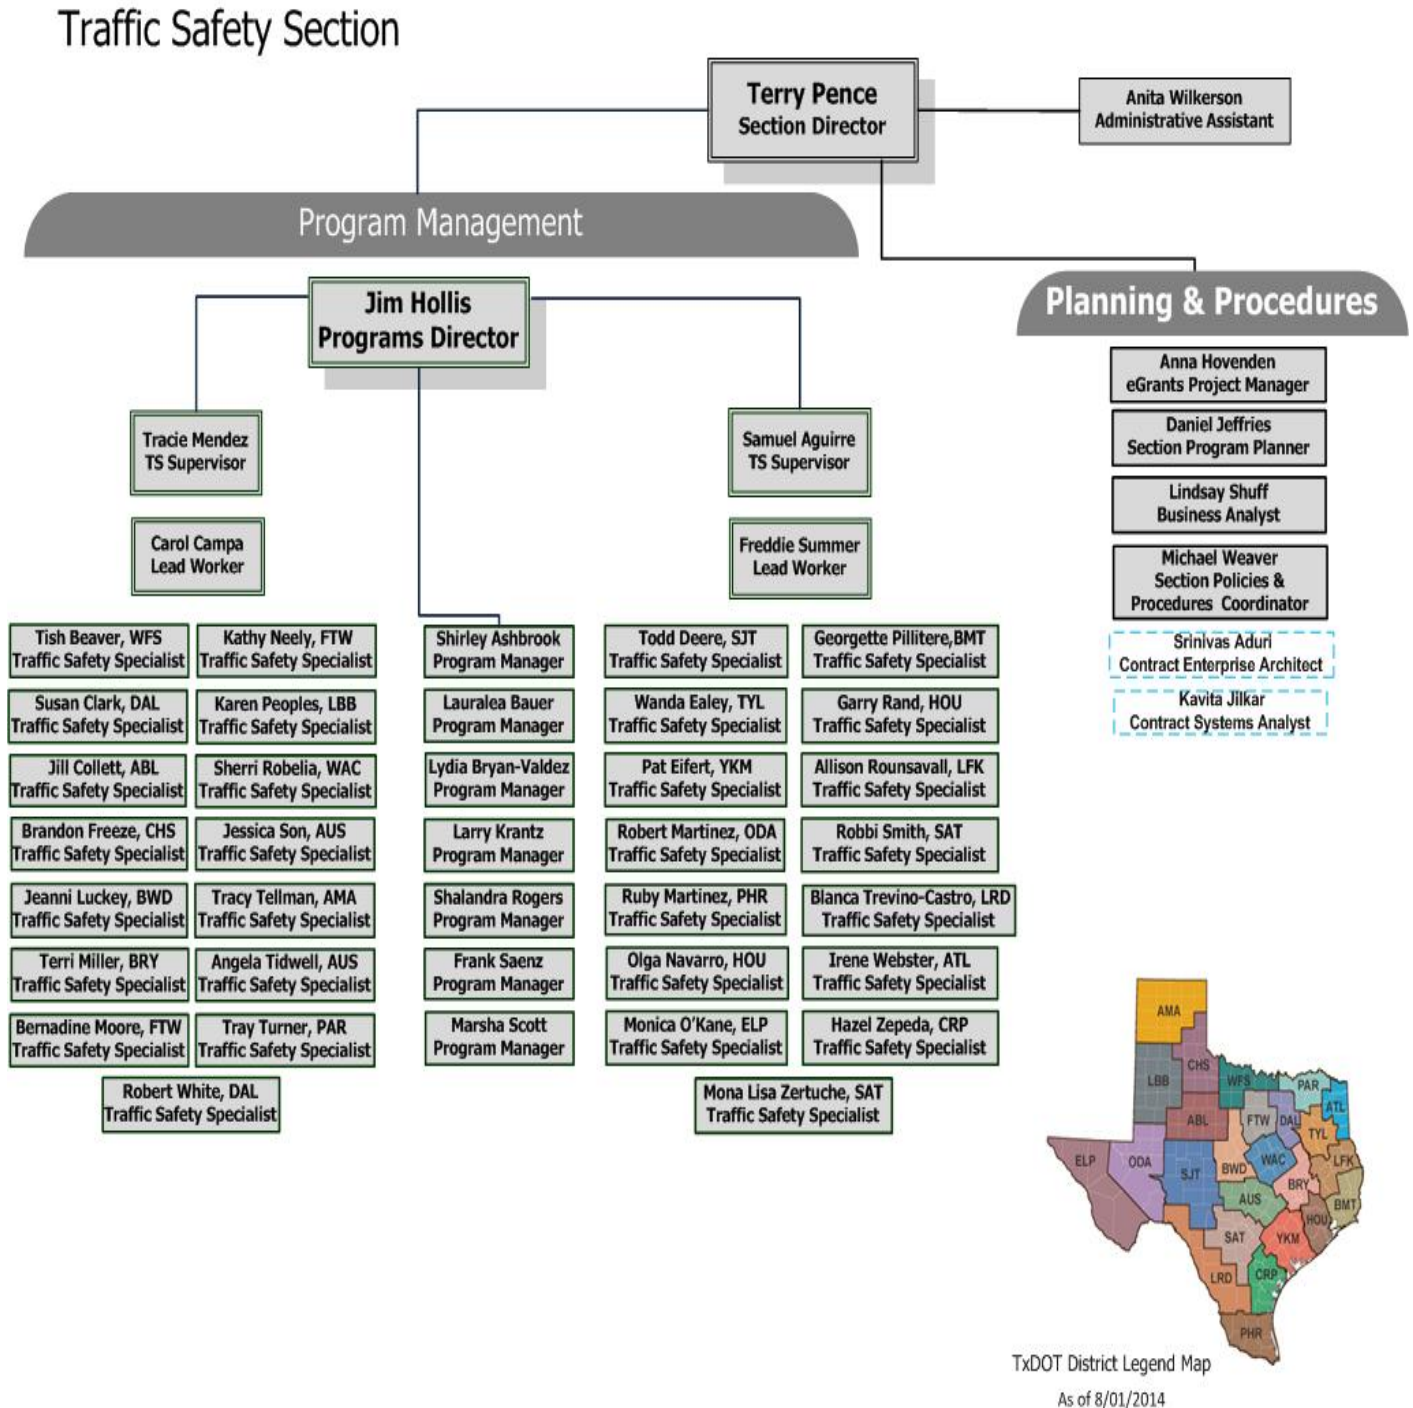 Traffic Safety Section
Terry Pence
Section Director
Anita Wilkerson
Administrative Assistant
Program Management
Jim Hollis
Programs Director
Tracie Mendez
TS Supervisor
Carol Campa
Lead Worker
Samuel Aguirre
TS Supervisor
Freddie Summer
Lead Worker
Tish Beaver, WFS
Traffic Safety Specialist
Kathy Neely, FTW
Traffic Safety Specialist
Susan Clark, DAL
Traffic Safety Specialist
Karen Peoples, LBB
Traffic Safety Specialist
Jill Collett, ABL
Traffic Safety Specialist
Sherri Robelia, WAC
Traffic Safety Specialist
Brandon Freeze, CHS
Traffic Safety Specialist
Jessica Son, AUS
Traffic Safety Specialist
Jeanni Luckey, BWD
Traffic Safety Specialist
Tracy Tellman, AMA
Traffic Safety Specialist
Terri Miller, BRY
Traffic Safety Specialist
Angela Tidwell, AUS
Traffic Safety Specialist
Bernadine Moore, FTW
Traffic Safety Specialist
Tray Turner, PAR
Traffic Safety Specialist
Robert White, DAL
Traffic Safety Specialist
Shirley Ashbrook
Program Manager
Lauralea Bauer
Program Manager
Lydia Bryan-Valdez
Program Manager
Larry Krantz
Program Manager
Shalandra Rogers
Program Manager
Frank Saenz
Program Manager
Marsha Scott
Program Manager
Todd Deere, SJT
Traffic Safety Specialist
Georgette Pillitere,BMT
Traffic Safety Specialist
Wanda Ealey, TYL
Traffic Safety Specialist
Garry Rand, HOU
Traffic Safety Specialist
Pat Eifert, YKM
Traffic Safety Specialist
Allison Rounsavall, LFK
Traffic Safety Specialist
Robert Martinez, ODA
Traffic Safety Specialist
Robbi Smith, SAT
Traffic Safety Specialist
Ruby Martinez, PHR
Traffic Safety Specialist
Blanca Trevino-Castro, LRD
Traffic Safety Specialist
Olga Navarro, HOU
Traffic Safety Specialist
Irene Webster, ATL
Traffic Safety Specialist
Monica O'Kane, ELP
Traffic Safety Specialist
Hazel Zepeda, CRP
Traffic Safety Specialist
Mona Lisa Zertuche, SAT
Traffic Safety Specialist
Planning & Procedures
Anna Hovenden
eGrants Project Manager
Daniel Jeffries
Section Program Planner
Lindsay Shuff
Business Analyst
Michael Weaver
Section Policies &
Procedures Coordinator
Srinivas Aduri
Contract Enterprise Architect
Kavita Jilkar
Contract Systems Analyst
AMA
CHS
LBB
WFS
PAR
ATL
ABL
FTW
DAL
TYL
ELP
ODA
SJT
BWD
WAC
LFK
BRY
AUS
BMT
HOU
SAT
YKM
LRD
CRP
PHR
TxDOT District Legend Map
As of 8/01/2014